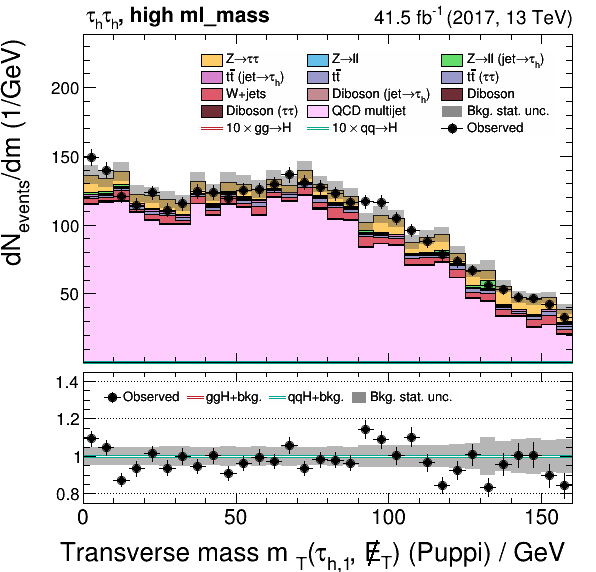 τhτh, high ml_mass 41.5 fb-1 (2017, 13 TeV)
dNevents/dm (1/GeV)
200
150
100
50
Z→ττ Z→ll Z→ll (jet→τh)
tt̄ (jet→τh) tt̄ tt̄ (ττ)
W+jets Diboson (jet→τh) Diboson
Diboson (ττ) QCD multijet Bkg. stat. unc.
10 × gg→H 10 × qq→H Observed
1.4
1.2
1
0.8
Observed ggH+bkg. qqH+bkg. Bkg. stat. unc.
0 50 100 150
Transverse mass m T(τh,1, E̸T) (Puppi) / GeV